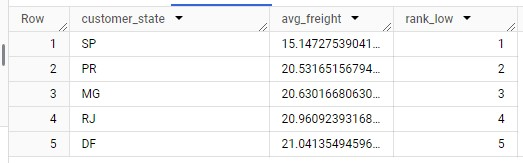 Row customer_state avg_freight rank_low
1 SP 15.14727539041... 1
2 PR 20.53165156794... 2
3 MG 20.63016680630... 3
4 RJ 20.96092393168... 4
5 DF 21.04135494596... 5